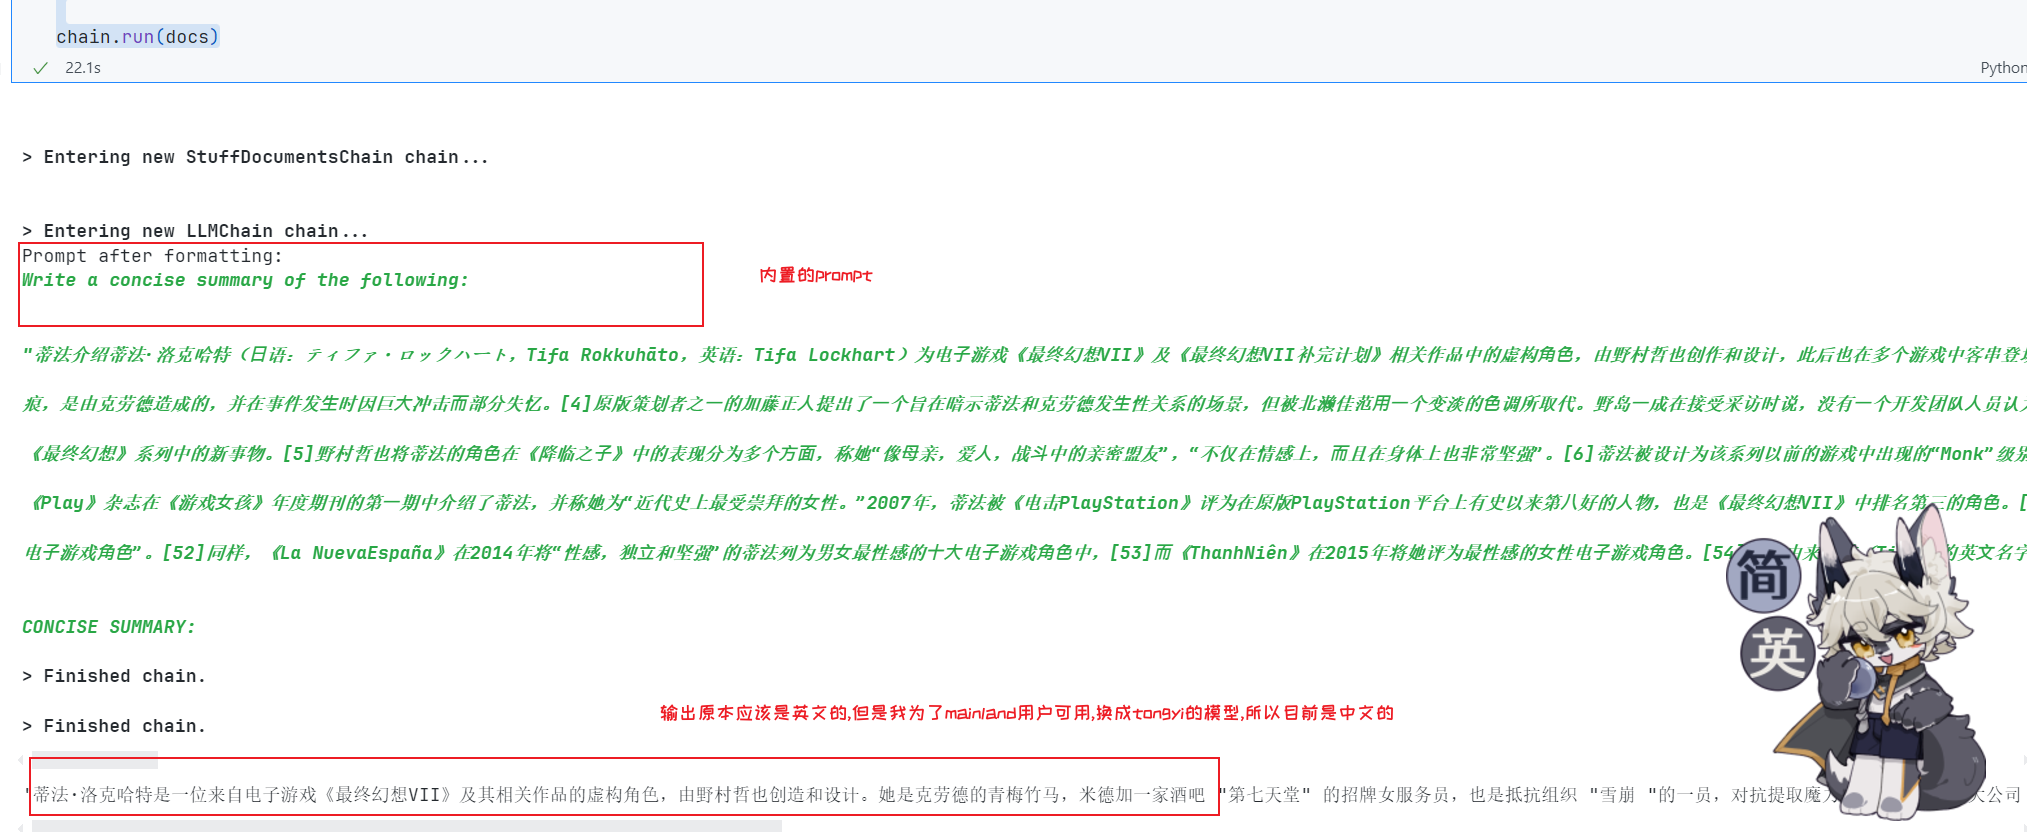 chain.run(docs)
22.1s
Python
> Entering new StuffDocumentsChain chain...
> Entering new LLMChain chain...
Prompt after formatting:
Write a concise summary of the following:
内置的prompt
"蒂法介绍蒂法·洛克哈特（日语：ティファ・ロックハート，Tifa Rokkuhāto，英语：Tifa Lockhart）为电子游戏《最终幻想VII》及《最终幻想VII补完计划》相关作品中的虚构角色，由野村哲也创作和设计，此后也在多个游戏中客串登场
痕，是由克劳德造成的，并在事件发生时因巨大冲击而部分失忆。[4]原版策划者之一的加藤正人提出了一个旨在暗示蒂法和克劳德发生性关系的场景，但被北濑佳范用一个变淡的色调所取代。野岛一成在接受采访时说，没有一个开发团队人员认为
《最终幻想》系列中的新事物。[5]野村哲也将蒂法的角色在《降临之子》中的表现分为多个方面，称她“像母亲，爱人，战斗中的亲密盟友”，“不仅在情感上，而且在身体上也非常坚强”。[6]蒂法被设计为该系列以前的游戏中出现的“Monk”级别
《Play》杂志在《游戏女孩》年度期刊的第一期中介绍了蒂法，并称她为“近代史上最受崇拜的女性。”2007年，蒂法被《电击PlayStation》评为在原版PlayStation平台上有史以来第八好的人物，也是《最终幻想VII》中排名第三的角色。[
电子游戏角色”。[52]同样，《La NuevaEspaña》在2014年将“性感，独立和坚强”的蒂法列为男女最性感的十大电子游戏角色中，[53]而《ThanhNiên》在2015年将她评为最性感的女性电子游戏角色。[54 由来 的英文名字
简
英
CONCISE SUMMARY:
> Finished chain.
> Finished chain.
输出原本应该是英文的,但是我为了mainland用户可用,换成tongyi的模型,所以目前是中文的
'蒂法·洛克哈特是一位来自电子游戏《最终幻想VII》及其相关作品的虚构角色，由野村哲也创造和设计。她是克劳德的青梅竹马，米德加一家酒吧 "第七天堂" 的招牌女服务员，也是抵抗组织 "雪崩 "的一员，对抗提取魔 大公司